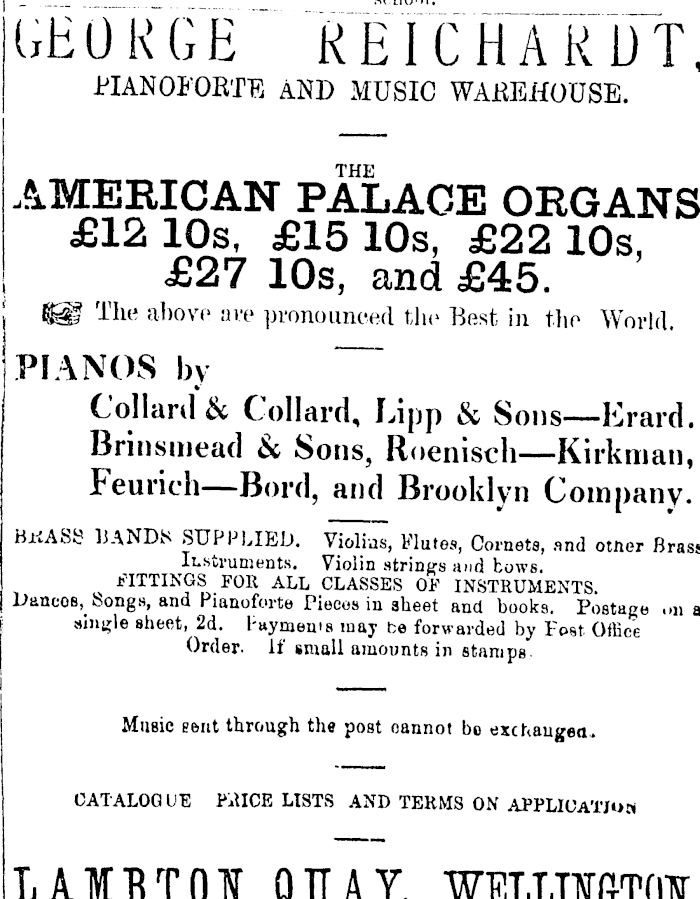 school.
GEORGE REICHARDT,
PIANOFORTE AND MUSIC WAREHOUSE.
THE
AMERICAN PALACE ORGANS
£12 10s, £15 10s, £22 10s,
£27 10s, and £45.
The above are pronounced the Best in the World.
PIANOS by
Collard & Collard, Lipp & Sons—Erard.
Brinsmead & Sons, Roenisch—Kirkman,
Feurich—Bord, and Brooklyn Company.
BRASS BANDS SUPPLIED. Violins, Flutes, Cornets, and other Brass
Instruments. Violin strings and bows.
FITTINGS FOR ALL CLASSES OF INSTRUMENTS.
Dances, Songs, and Pianoforte Pieces in sheet and books. Postage on a
single sheet, 2d. Payments may be forwarded by Post Office
Order. If small amounts in stamps.
Music sent through the post cannot be exchanged.
CATALOGUE PRICE LISTS AND TERMS ON APPLICATION
LAMBTON QUAY, WELLINGTON